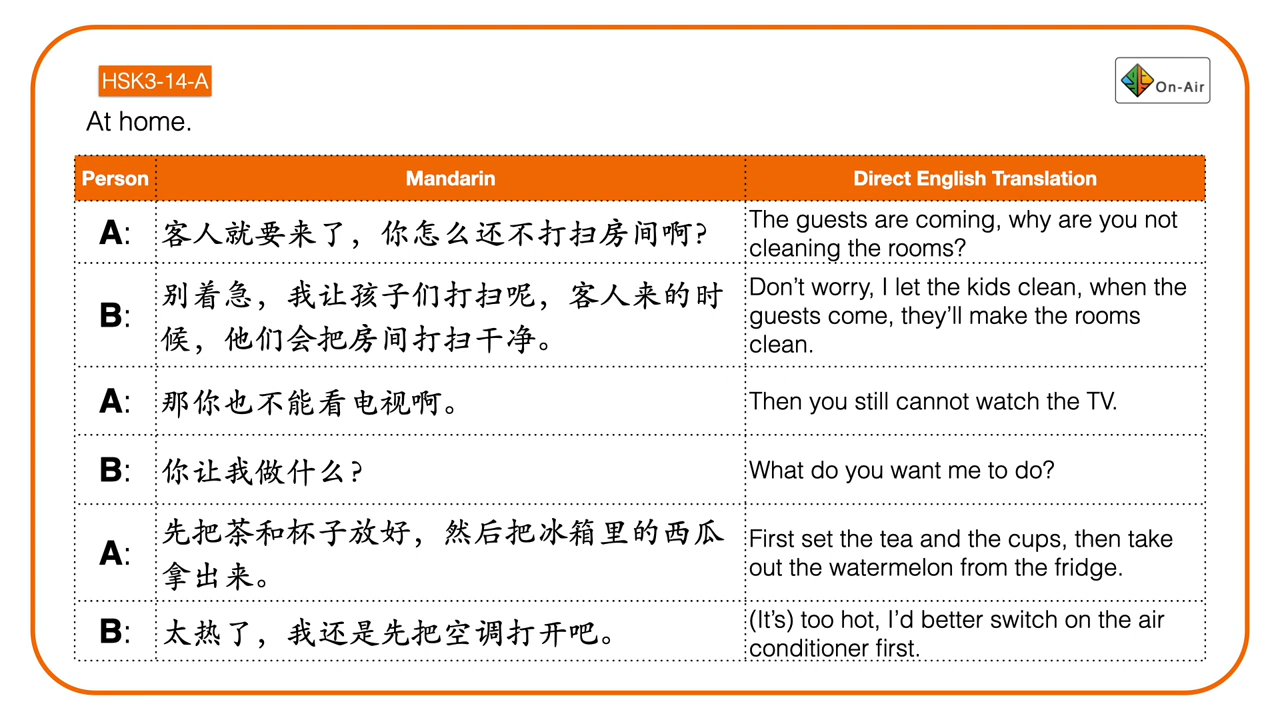 HSK3-14-A
On-Air
At home.
Person Mandarin Direct English Translation
A: 客人就要来了，你怎么还不打扫房间啊? The guests are coming, why are you not
cleaning the rooms?
B: 别着急，我让孩子们打扫呢，客人来的时
候，他们会把房间打扫干净。
Don't worry, I let the kids clean, when the
guests come, they'll make the rooms
clean.
A: 那你也不能看电视啊。 Then you still cannot watch the TV.
B: 你让我做什么? What do you want me to do?
A: 先把茶和杯子放好，然后把冰箱里的西瓜
拿出来。
First set the tea and the cups, then take
out the watermelon from the fridge.
B: 太热了，我还是先把空调打开吧。 (It's) too hot, I'd better switch on the air
conditioner first.